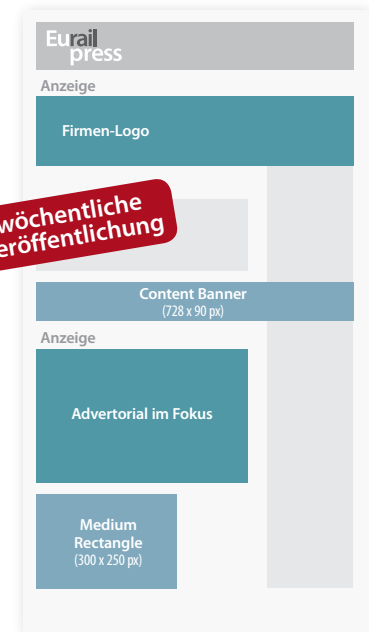 Eurail
press
Anzeige
Firmen-Logo
wöchentliche
Content Banner
(728 x 90 px)
Anzeige
Advertorial im Fokus
Medium
Rectangle
(300 x 250 px)